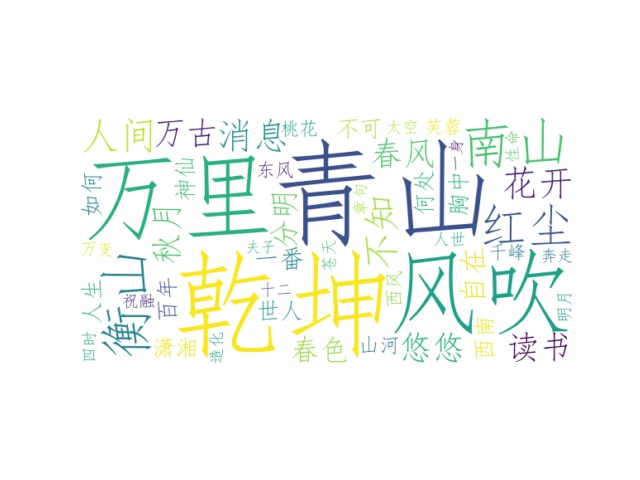 人间
万古
消息
桃花
不可
太空
芙蓉
南山
性命
如何
万里
神仙
东风
青山
春风
一身
花开
秋月
分明
章句
不知
何处
胸中
红尘
万变
夫子
一番
苍天
人世
千峰
奔走
衡山
乾坤
西风
风吹
自在
人生
祝融
百年
十二
世人
明月
四时
潇湘
造化
春色
山河
悠悠
西南
读书